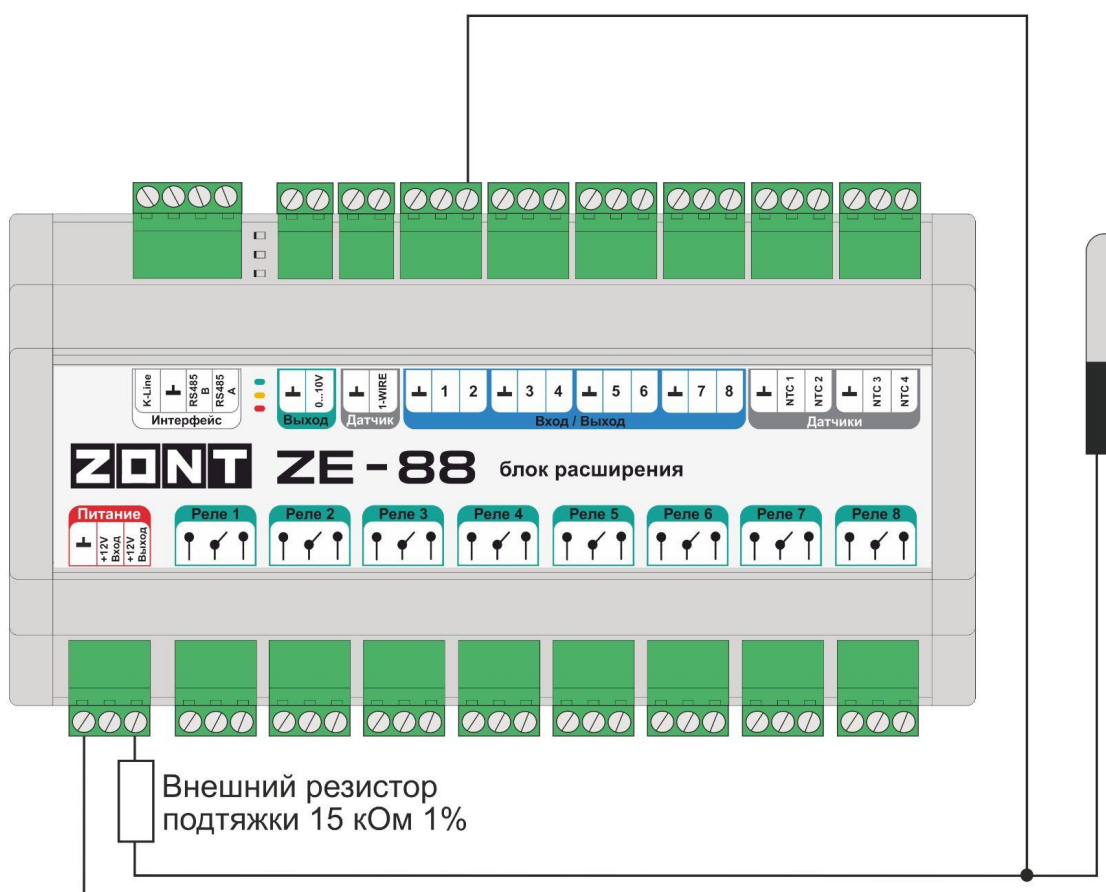 K-Line
RS485
B
RS485
A
Интерфейс
0...10V
Выход
1-WIRE
Датчик
1 2 3 4 5 6 7 8
Вход / Выход
NTC 1
NTC 2
NTC 3
NTC 4
Датчики
ZONT ZE-88 блок расширения
Питание
+12V
Вход
+12V
Выход
Реле 1
Реле 2
Реле 3
Реле 4
Реле 5
Реле 6
Реле 7
Реле 8
Внешний резистор
подтяжки 15 кОм 1%